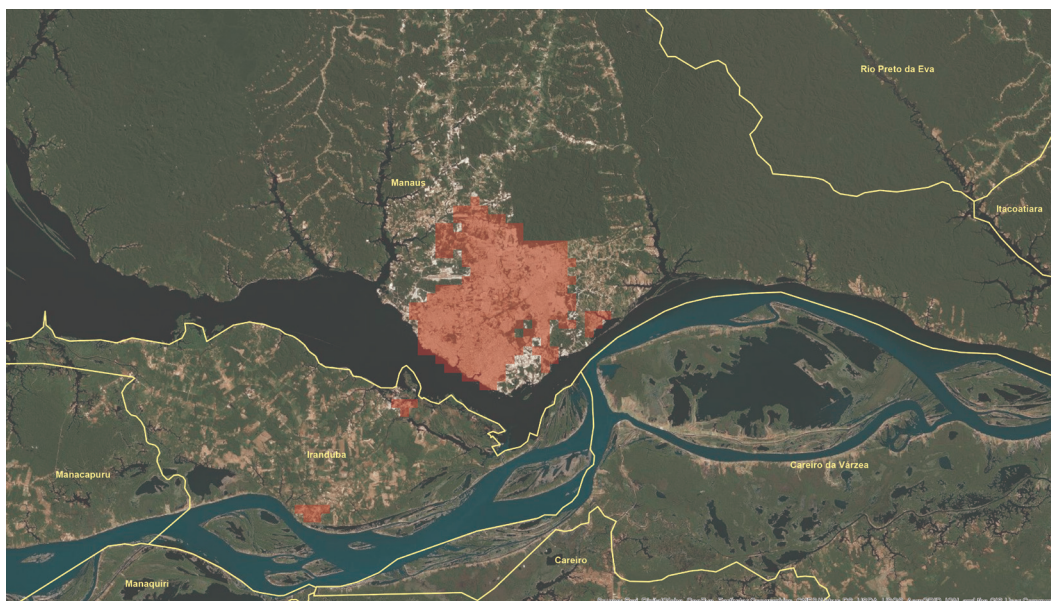 Rio Preto da Eva
Manaus
Itacoatiara
Iranduba
Manacapuru
Careiro da Várzea
Careiro
Manaquiri